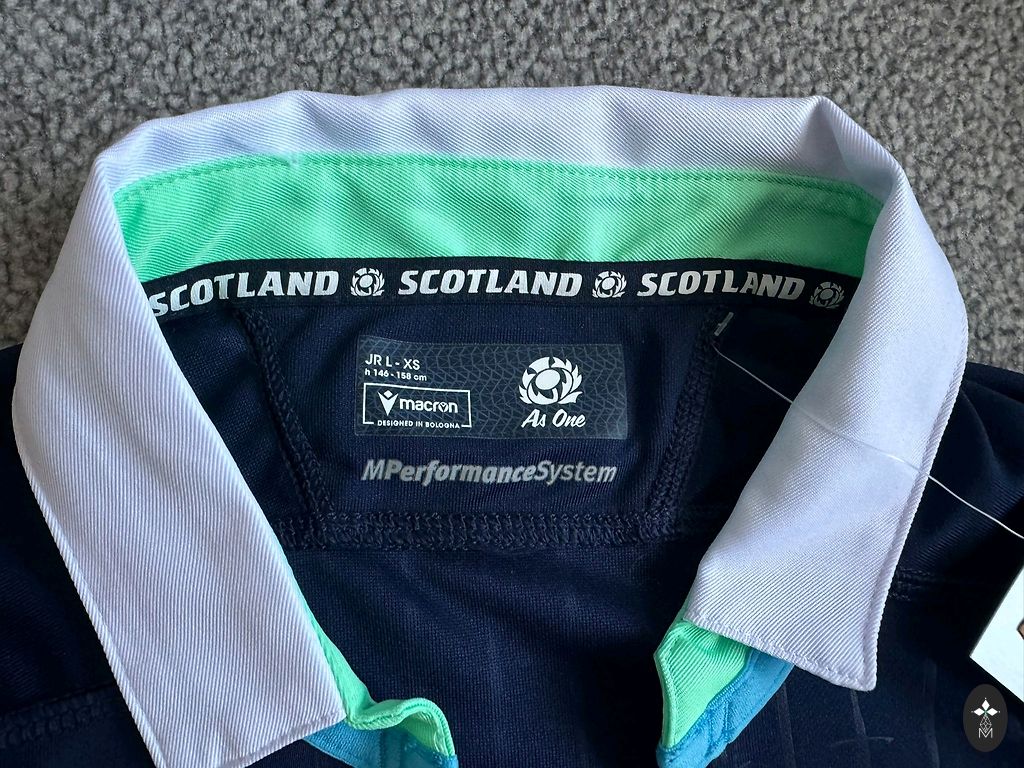 SCOTLAND SCOTLAND SCOTLAND
JR L - XS
h 146 - 158 cm
macron
DESIGNED IN BOLOGNA
As One
MPerformanceSystem
M